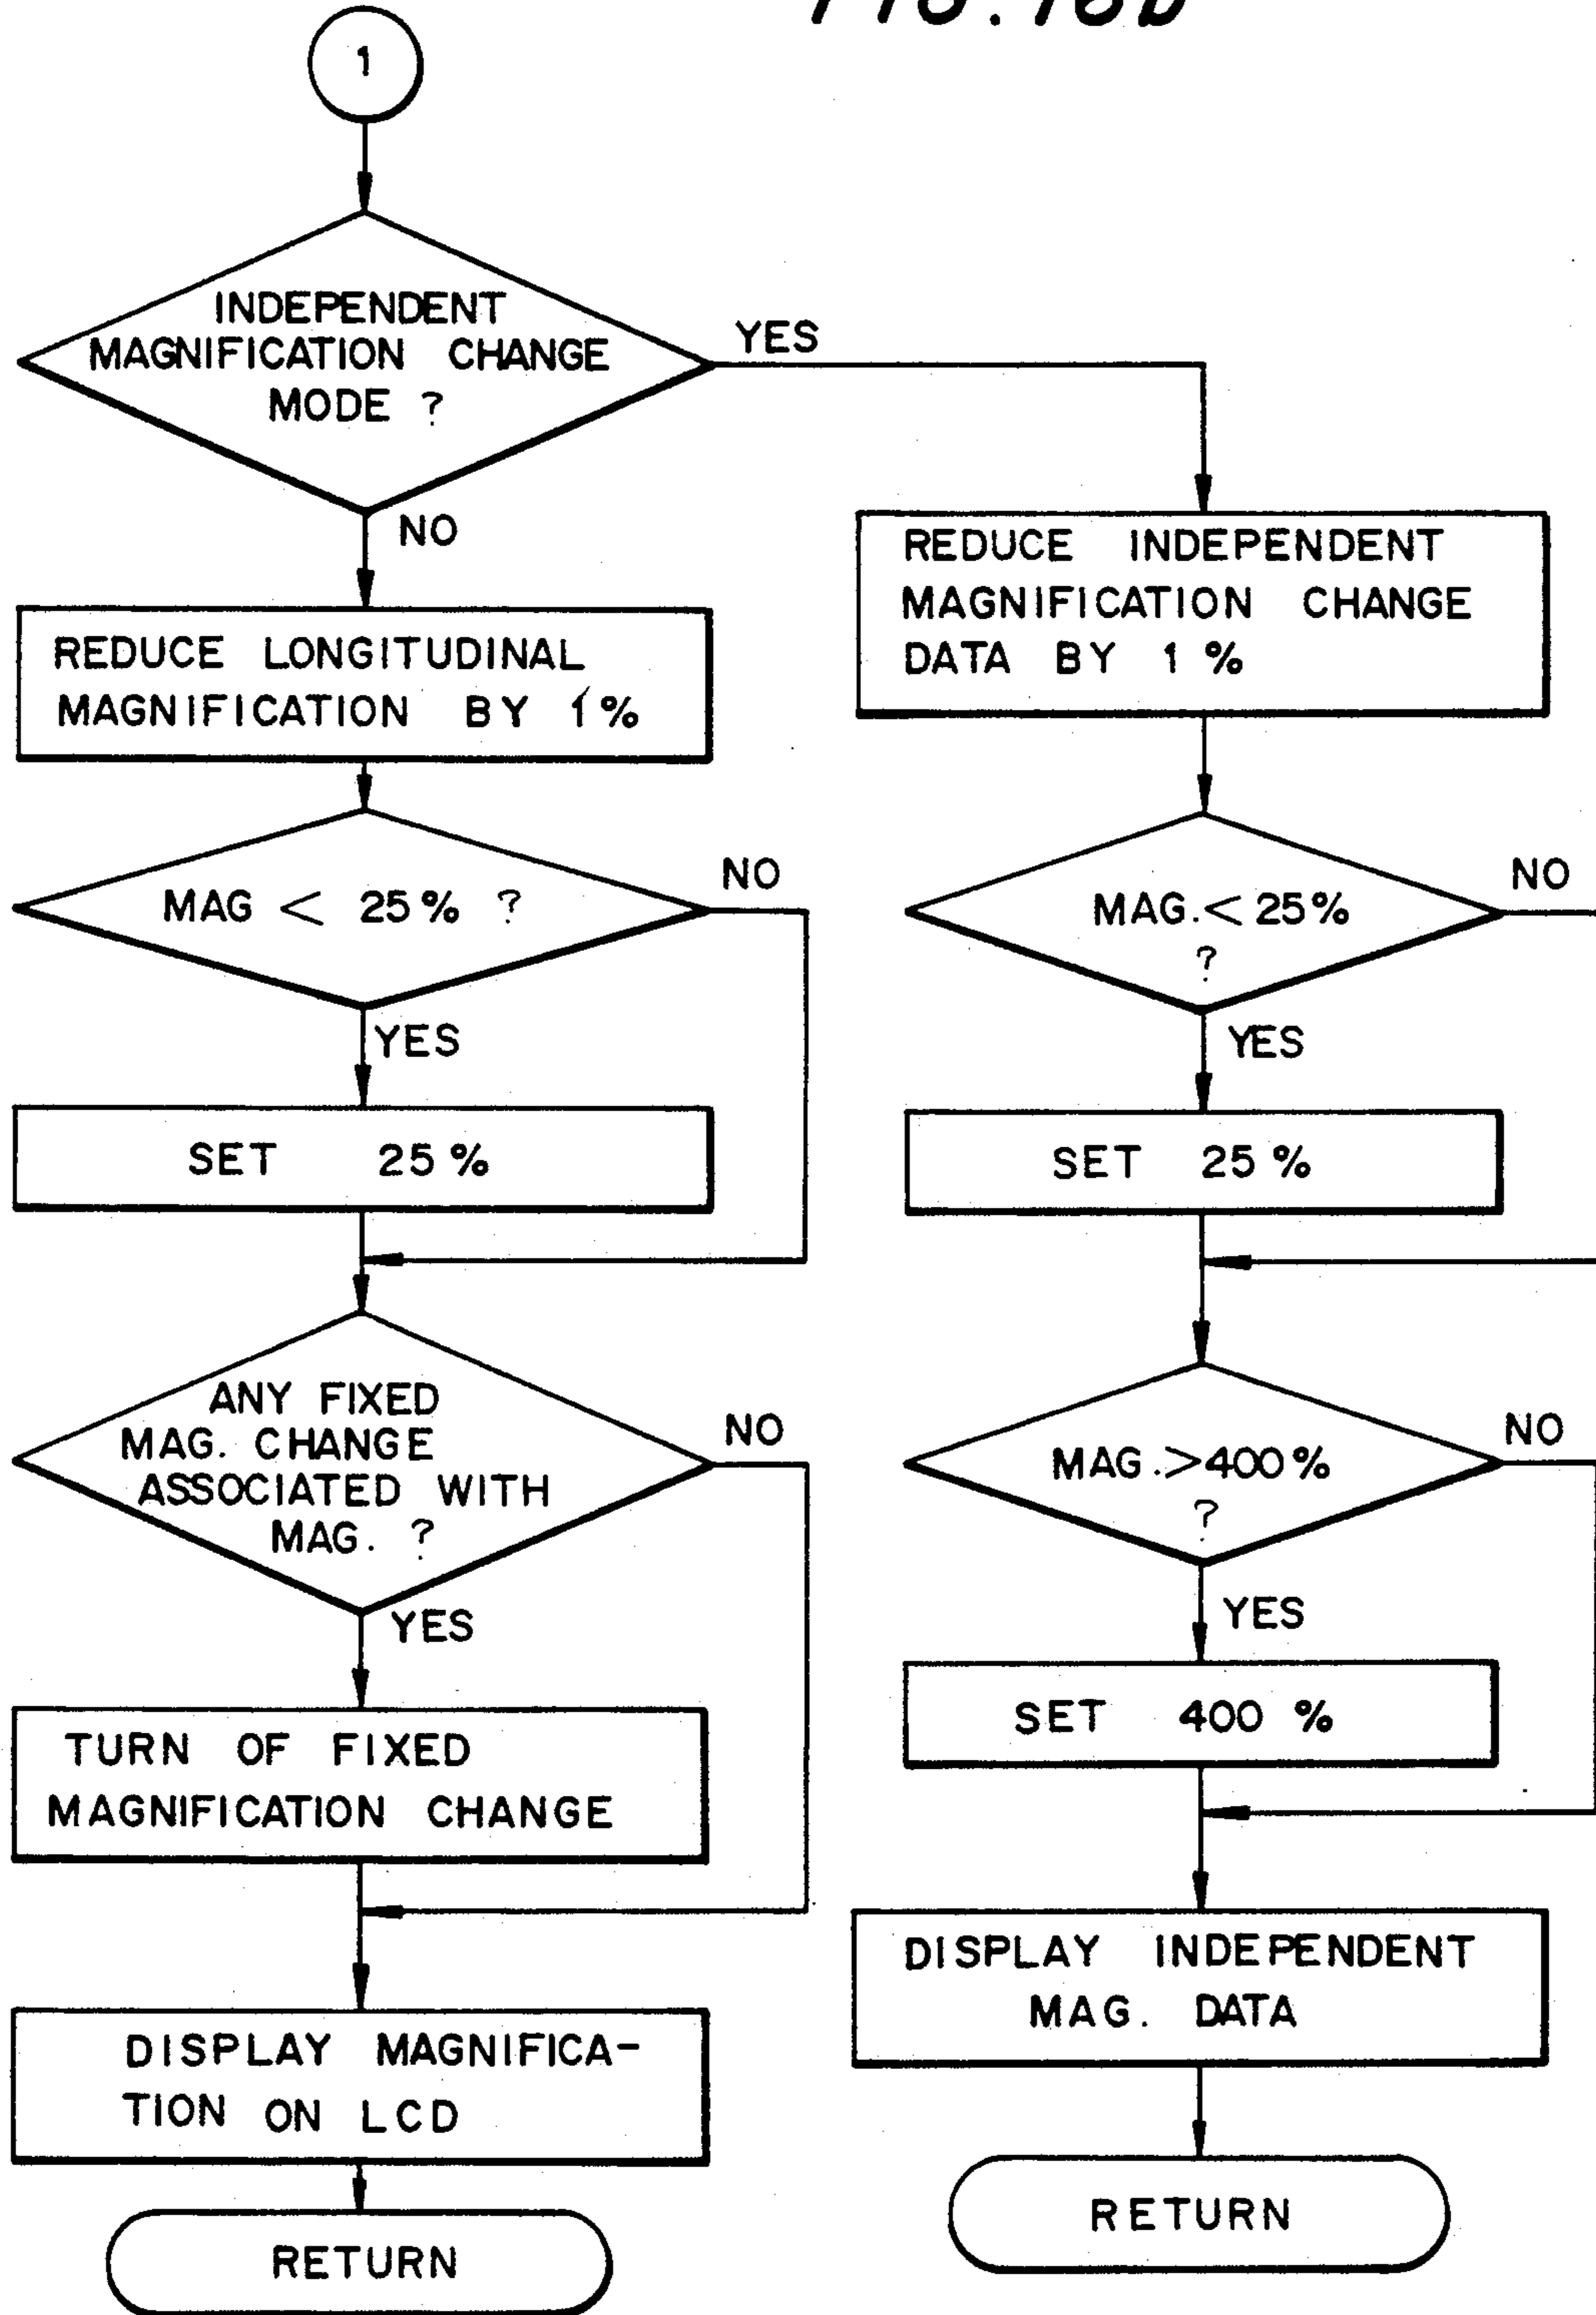 1
INDEPENDENT
MAGNIFICATION CHANGE
MODE ?
YES
NO
REDUCE LONGITUDINAL
MAGNIFICATION BY 1%
MAG < 25% ?
NO
YES
SET 25%
ANY FIXED
MAG. CHANGE
ASSOCIATED WITH
MAG. ?
NO
YES
TURN OF FIXED
MAGNIFICATION CHANGE
DISPLAY MAGNIFICA-
TION ON LCD
RETURN
REDUCE INDEPENDENT
MAGNIFICATION CHANGE
DATA BY 1%
MAG. < 25%
?
NO
YES
SET 25%
MAG. >400%
?
NO
YES
SET 400 %
DISPLAY INDEPENDENT
MAG. DATA
RETURN